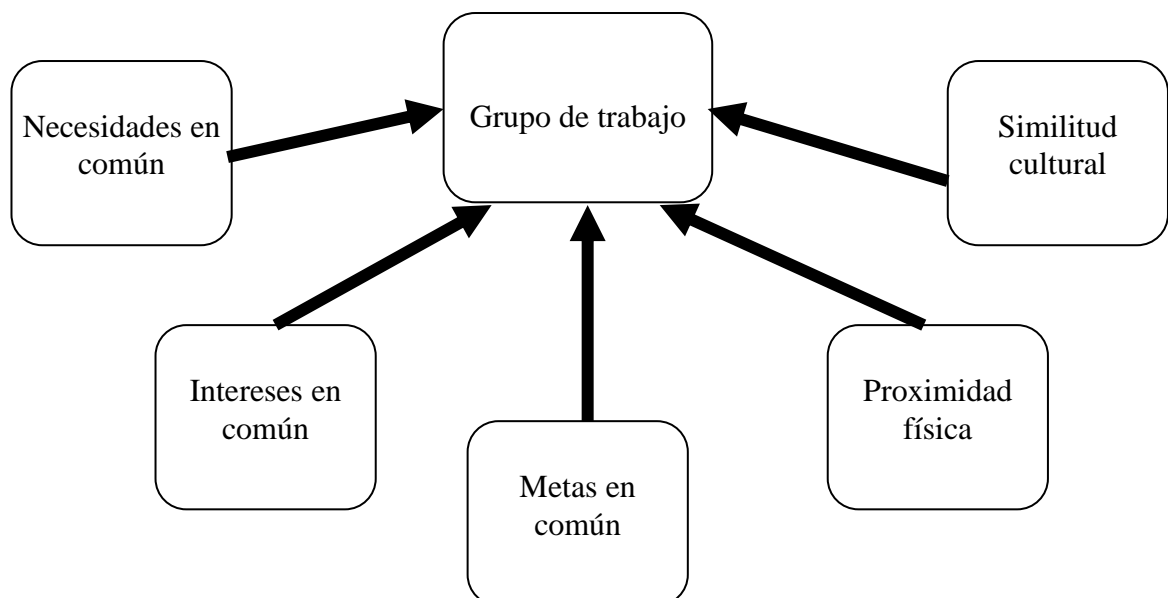 Grupo de trabajo
Necesidades en
común
Similitud
cultural
Intereses en
común
Metas en
común
Proximidad
física